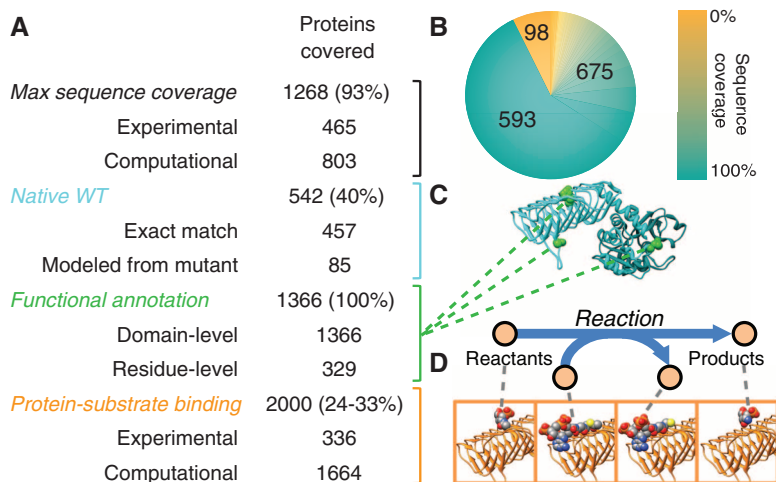 A
Proteins
covered
Max sequence coverage 1268 (93%)
Experimental 465
Computational 803
Native WT 542 (40%)
Exact match 457
Modeled from mutant 85
Functional annotation 1366 (100%)
Domain-level 1366
Residue-level 329
Protein-substrate binding 2000 (24-33%)
Experimental 336
Computational 1664
B
98
675
593
0%
Sequence
coverage
100%
C
Reaction
Reactants Products
D